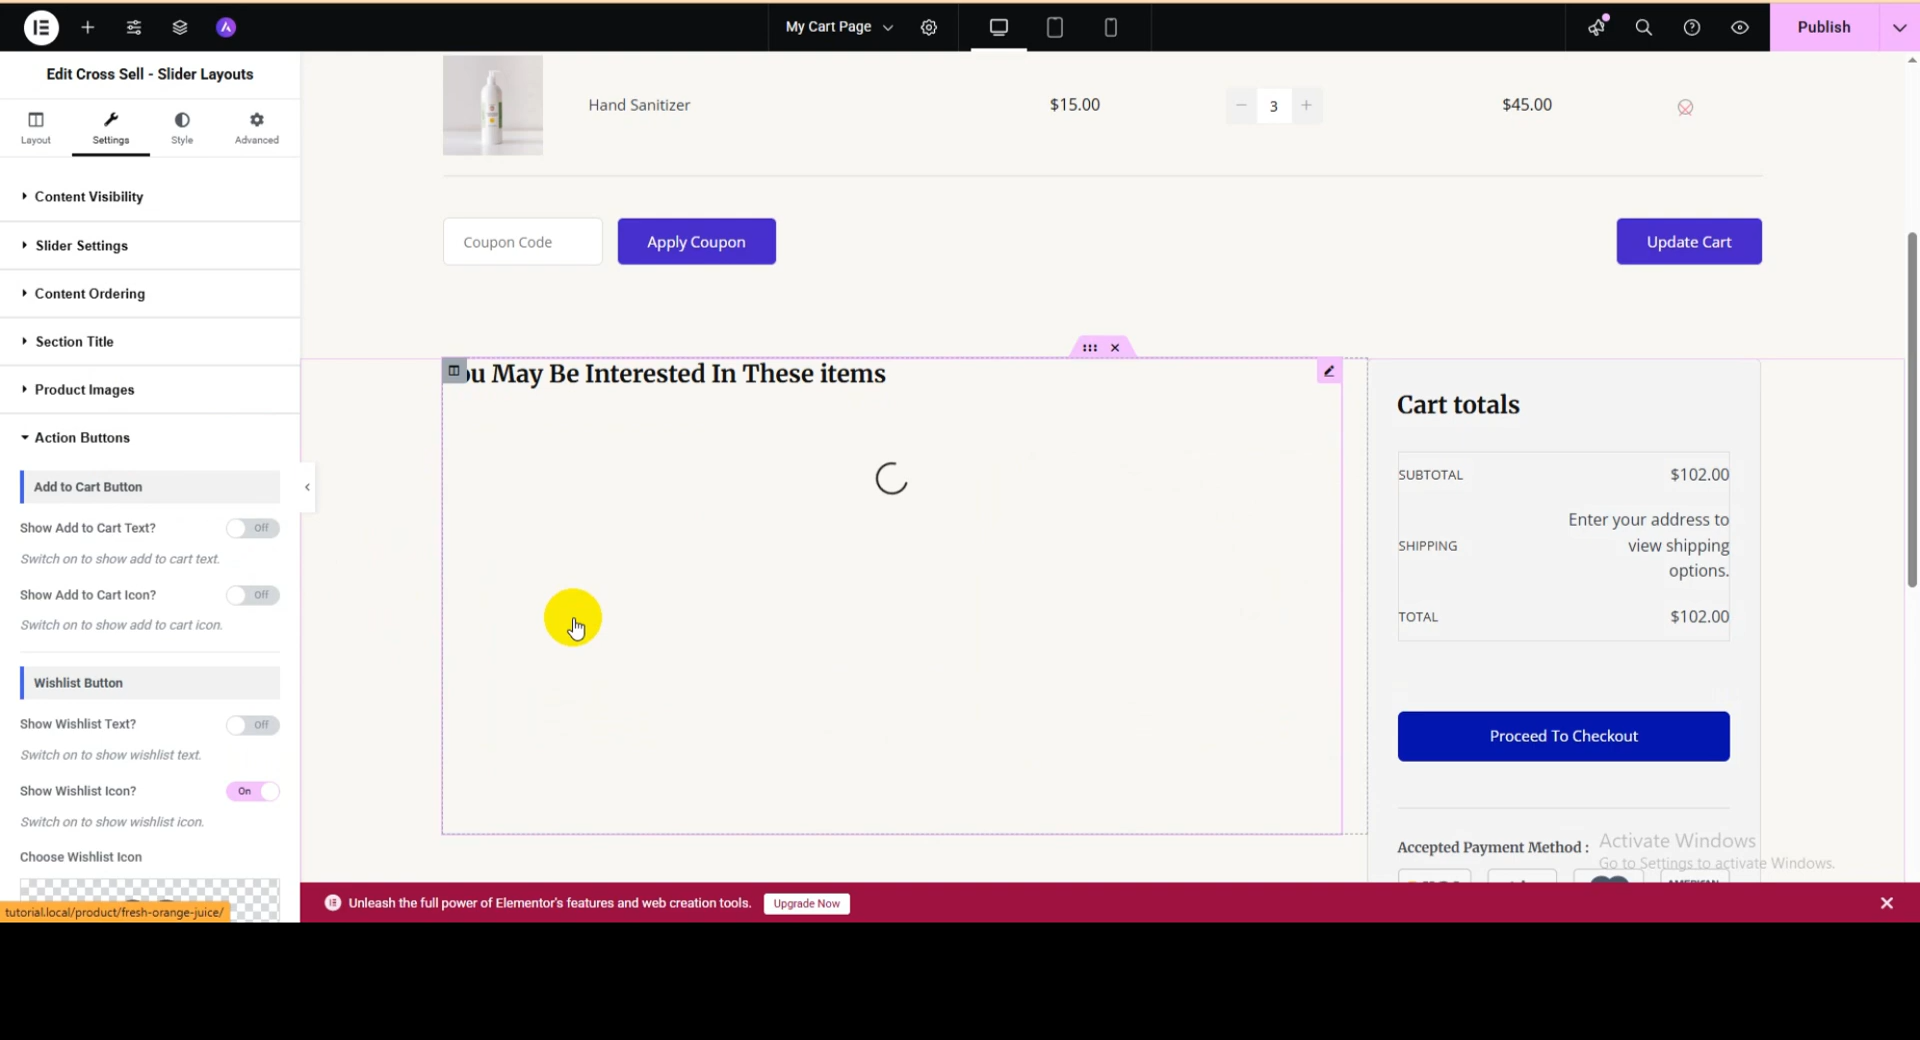 My Cart Page
Publish
Edit Cross Sell - Slider Layouts
Layout
Settings
Style
Advanced
Content Visibility
Slider Settings
Content Ordering
Section Title
Product Images
Action Buttons
Add to Cart Button
Show Add to Cart Text?
Off
Switch on to show add to cart text.
Show Add to Cart Icon?
Off
Switch on to show add to cart icon.
Wishlist Button
Show Wishlist Text?
Off
Switch on to show wishlist text.
Show Wishlist Icon?
On
Switch on to show wishlist icon.
Choose Wishlist Icon
tutorial.local/product/fresh-orange-juice/
Hand Sanitizer
$15.00
− 3 +
$45.00
Coupon Code
Apply Coupon
Update Cart
ou May Be Interested In These items
Cart totals
SUBTOTAL
$102.00
SHIPPING
Enter your address to
view shipping
options.
TOTAL
$102.00
Proceed To Checkout
Accepted Payment Method :
Activate Windows
Go to Settings to activate Windows.
Unleash the full power of Elementor's features and web creation tools.
Upgrade Now